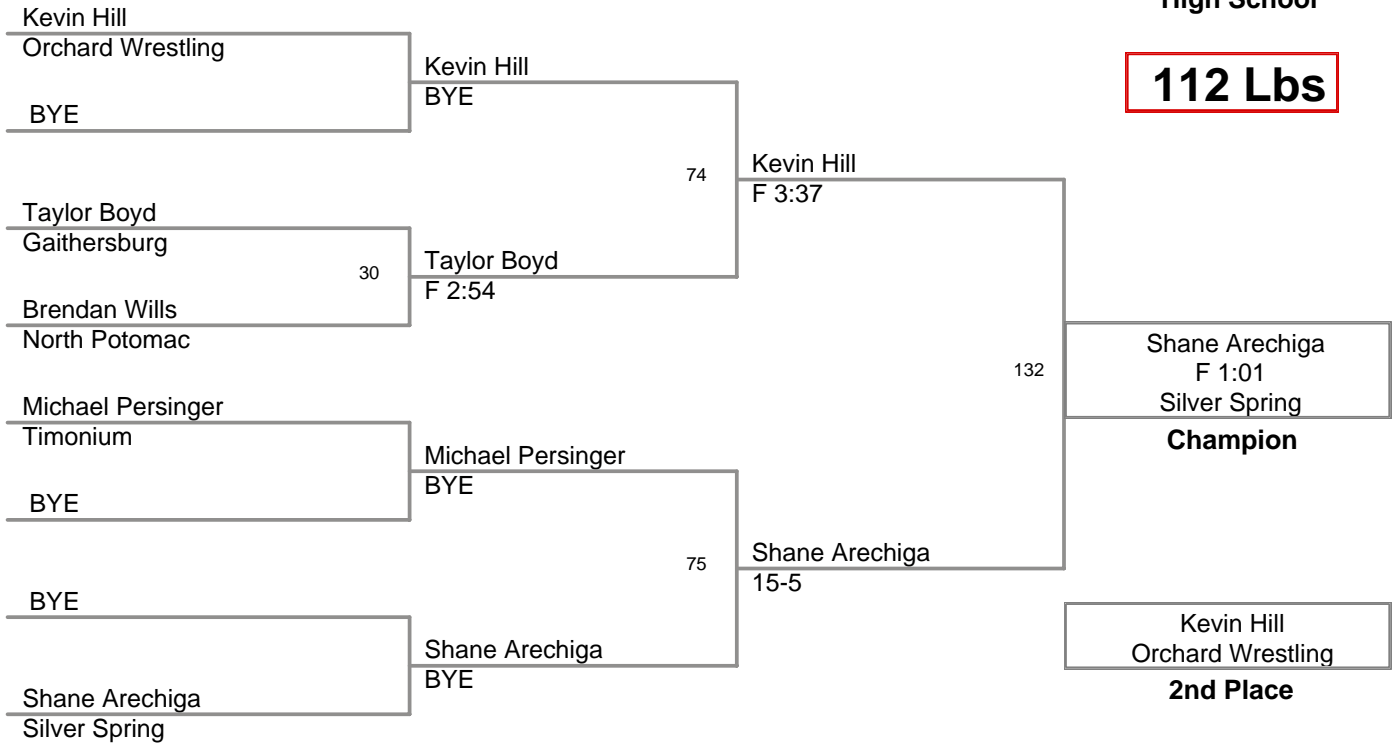 High School
112 Lbs
Kevin Hill
Orchard Wrestling
BYE
Taylor Boyd
Gaithersburg
30
Brendan Wills
North Potomac
Michael Persinger
Timonium
BYE
BYE
Shane Arechiga
Silver Spring
Kevin Hill
BYE
74
Taylor Boyd
F 2:54
Michael Persinger
BYE
75
Shane Arechiga
BYE
Kevin Hill
F 3:37
132
Shane Arechiga
15-5
Shane Arechiga
F 1:01
Silver Spring
Champion
Kevin Hill
Orchard Wrestling
2nd Place